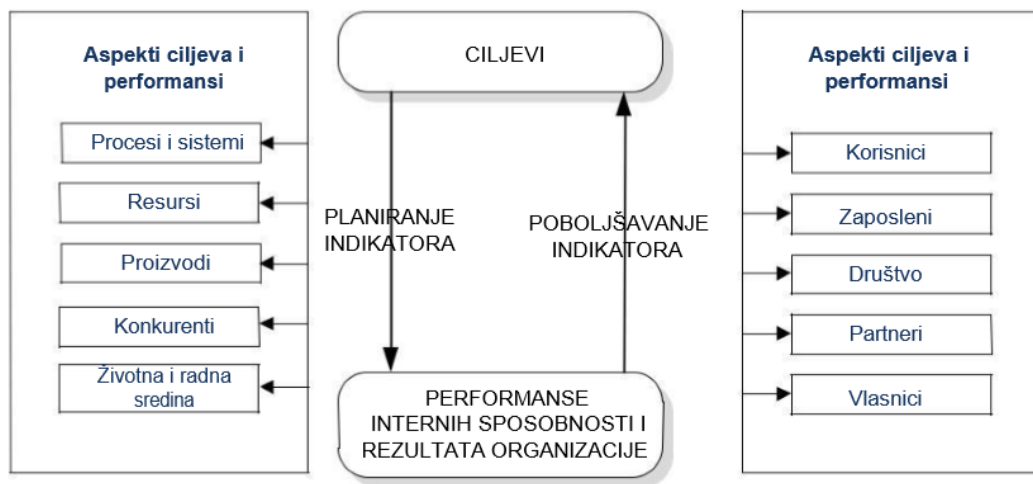 Aspekti ciljeva i
performansi
Procesi i sistemi
Resursi
Proizvodi
Konkurenti
Životna i radna
sredina
CILJEVI
PLANIRANJE
INDIKATORA
POBOLJŠAVANJE
INDIKATORA
PERFORMANSE
INTERNIH SPOSOBNOSTI I
REZULTATA ORGANIZACIJE
Aspekti ciljeva i
performansi
Korisnici
Zaposleni
Društvo
Partneri
Vlasnici